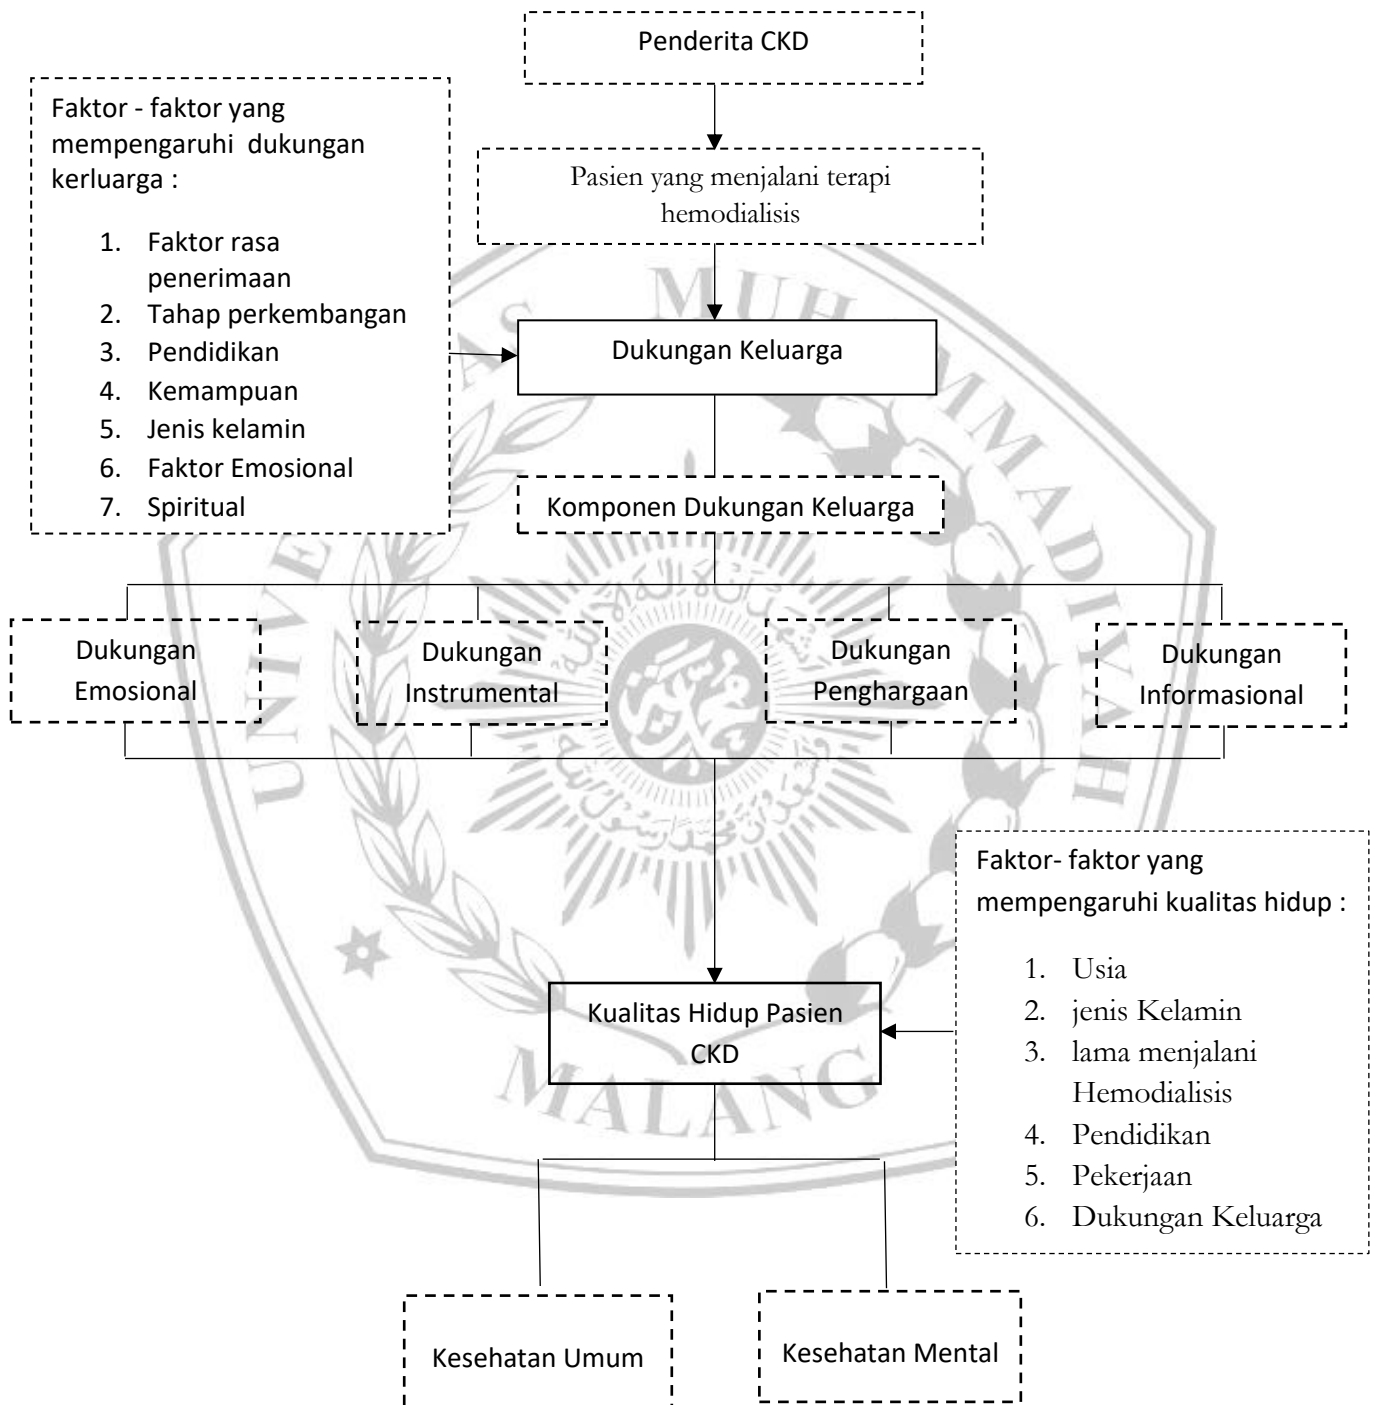 Penderita CKD
Faktor - faktor yang
mempengaruhi dukungan
kerluarga :
1. Faktor rasa
penerimaan
2. Tahap perkembangan
3. Pendidikan
4. Kemampuan
5. Jenis kelamin
6. Faktor Emosional
7. Spiritual
Pasien yang menjalani terapi
hemodialisis
Dukungan Keluarga
Komponen Dukungan Keluarga
Dukungan
Emosional
Dukungan
Instrumental
Dukungan
Penghargaan
Dukungan
Informasional
Faktor- faktor yang
mempengaruhi kualitas hidup :
1. Usia
2. jenis Kelamin
3. lama menjalani
Hemodialisis
4. Pendidikan
5. Pekerjaan
6. Dukungan Keluarga
Kualitas Hidup Pasien
CKD
Kesehatan Umum
Kesehatan Mental
MUH MMADIYAH
MALANG